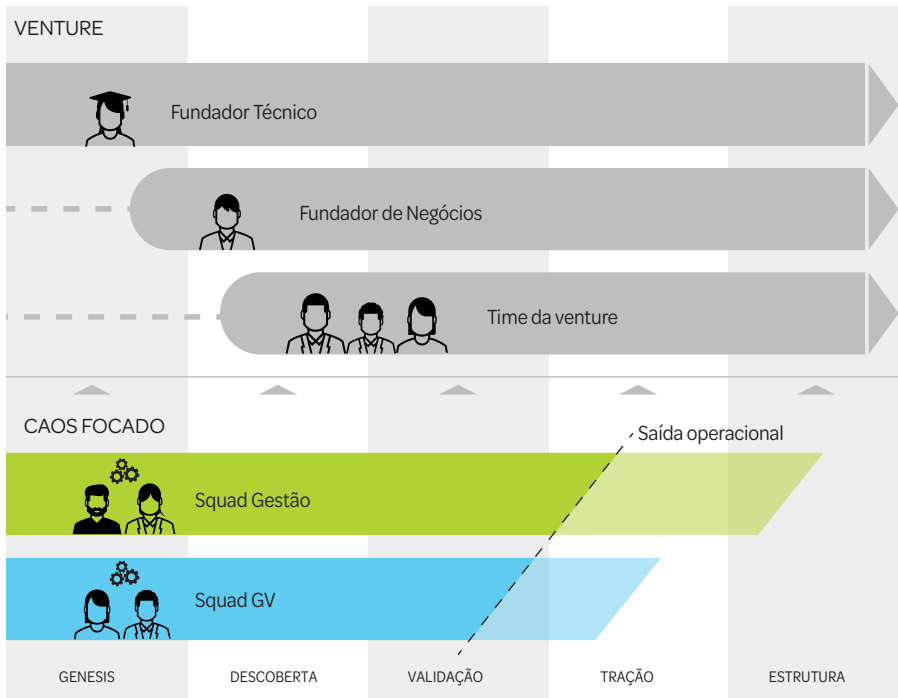 VENTURE
Fundador Técnico
Fundador de Negócios
Time da venture
CAOS FOCADO
Saída operacional
Squad Gestão
Squad GV
GENESIS
DESCOBERTA
VALIDAÇÃO
TRAÇÃO
ESTRUTURA